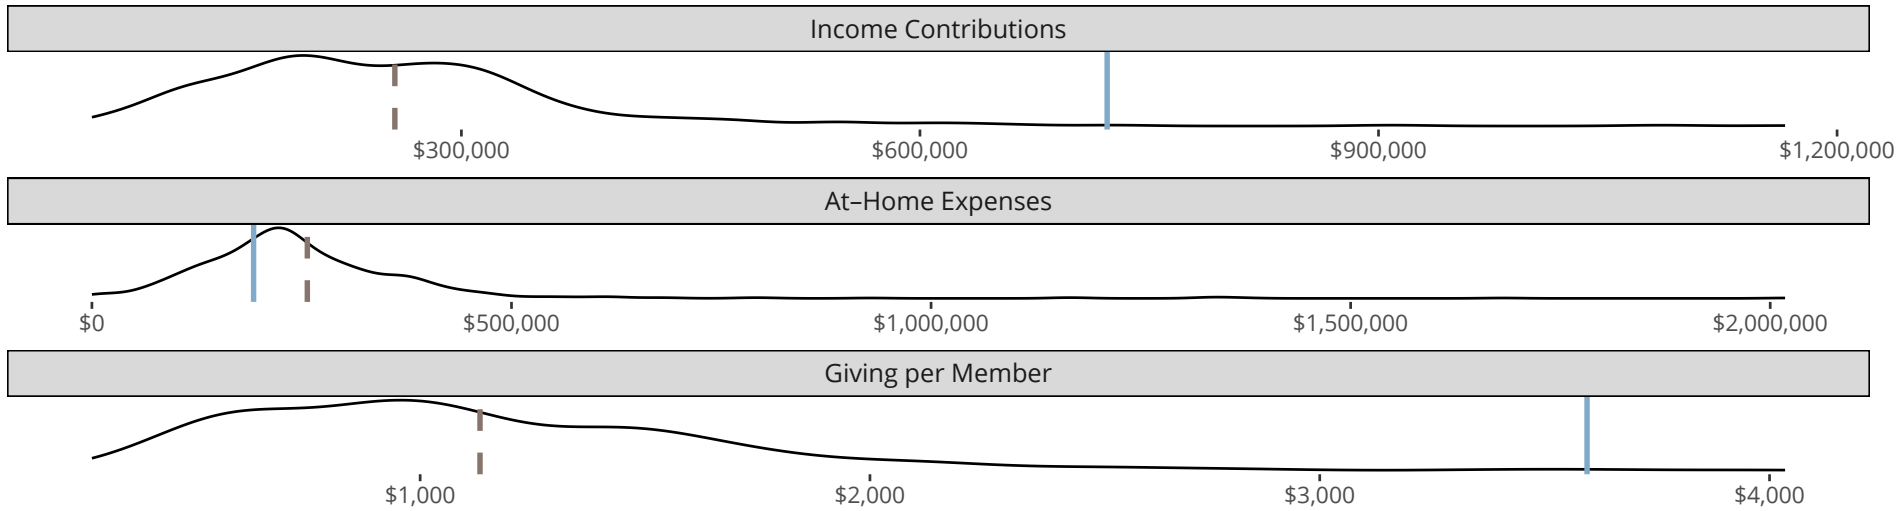 Income Contributions
$300,000 $600,000 $900,000 $1,200,000
At–Home Expenses
$0 $500,000 $1,000,000 $1,500,000 $2,000,000
Giving per Member
$1,000 $2,000 $3,000 $4,000